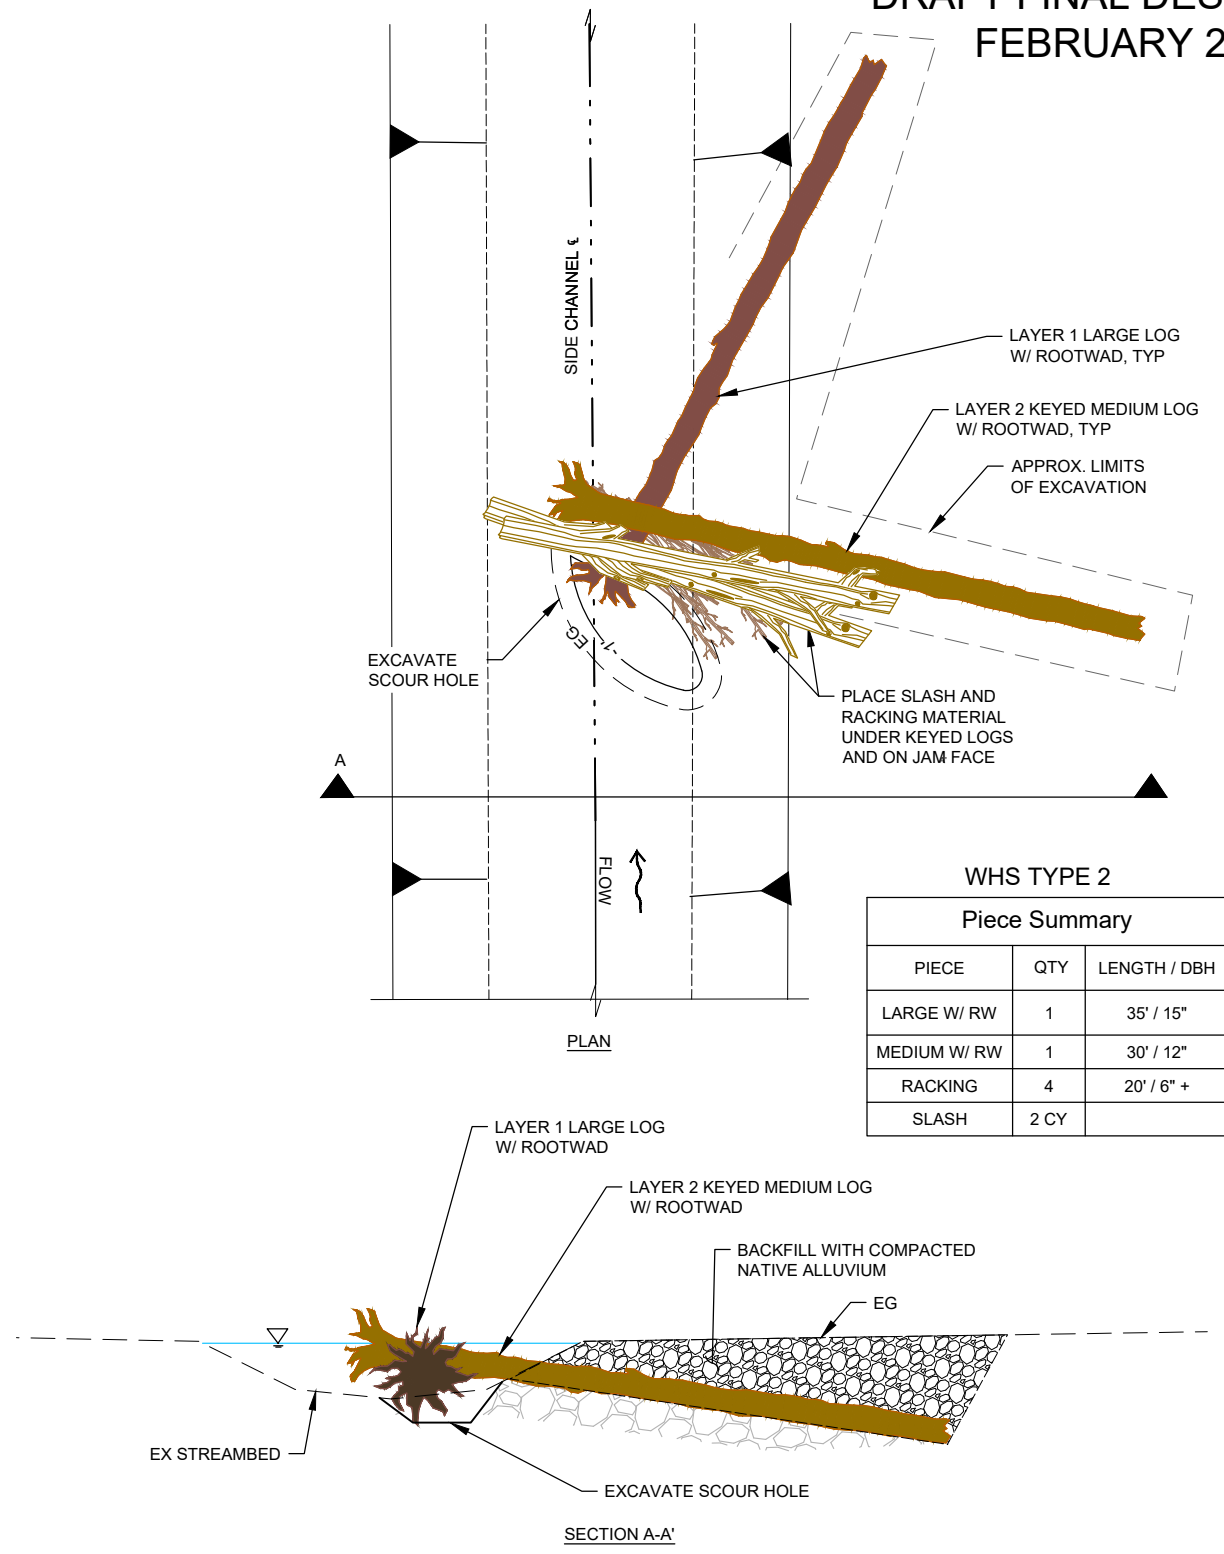 DRAFT FINAL DES
FEBRUARY 2
SIDE CHANNEL ℄
LAYER 1 LARGE LOG
W/ ROOTWAD, TYP
LAYER 2 KEYED MEDIUM LOG
W/ ROOTWAD, TYP
APPROX. LIMITS
OF EXCAVATION
EXCAVATE
SCOUR HOLE
EG
-1'
PLACE SLASH AND
RACKING MATERIAL
UNDER KEYED LOGS
AND ON JAM FACE
A
FLOW
PLAN
WHS TYPE 2
Piece Summary
PIECE QTY LENGTH / DBH
LARGE W/ RW 1 35' / 15"
MEDIUM W/ RW 1 30' / 12"
RACKING 4 20' / 6" +
SLASH 2 CY
LAYER 1 LARGE LOG
W/ ROOTWAD
LAYER 2 KEYED MEDIUM LOG
W/ ROOTWAD
BACKFILL WITH COMPACTED
NATIVE ALLUVIUM
EG
EX STREAMBED
EXCAVATE SCOUR HOLE
SECTION A-A'